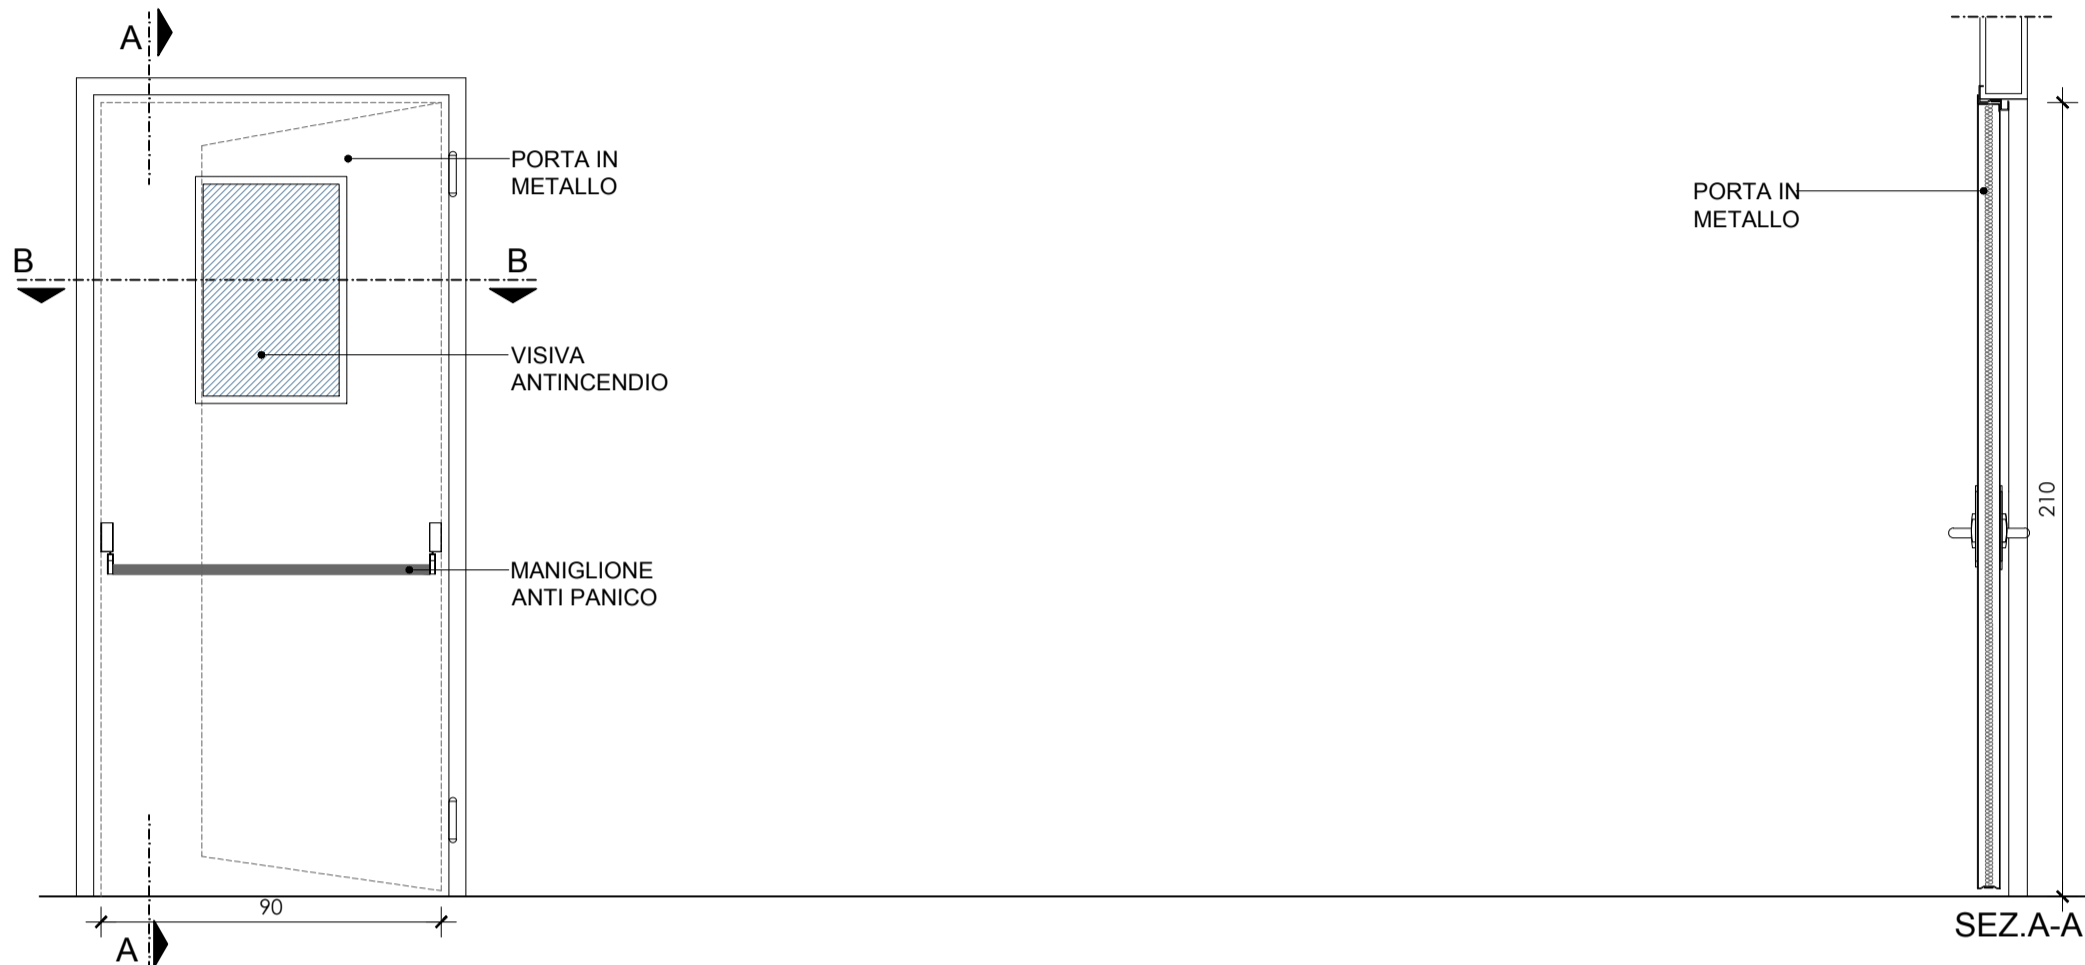 A
PORTA IN
METALLO
B
B
VISIVA
ANTINCENDIO
MANIGLIONE
ANTI PANICO
90
A
PORTA IN
METALLO
210
SEZ.A-A